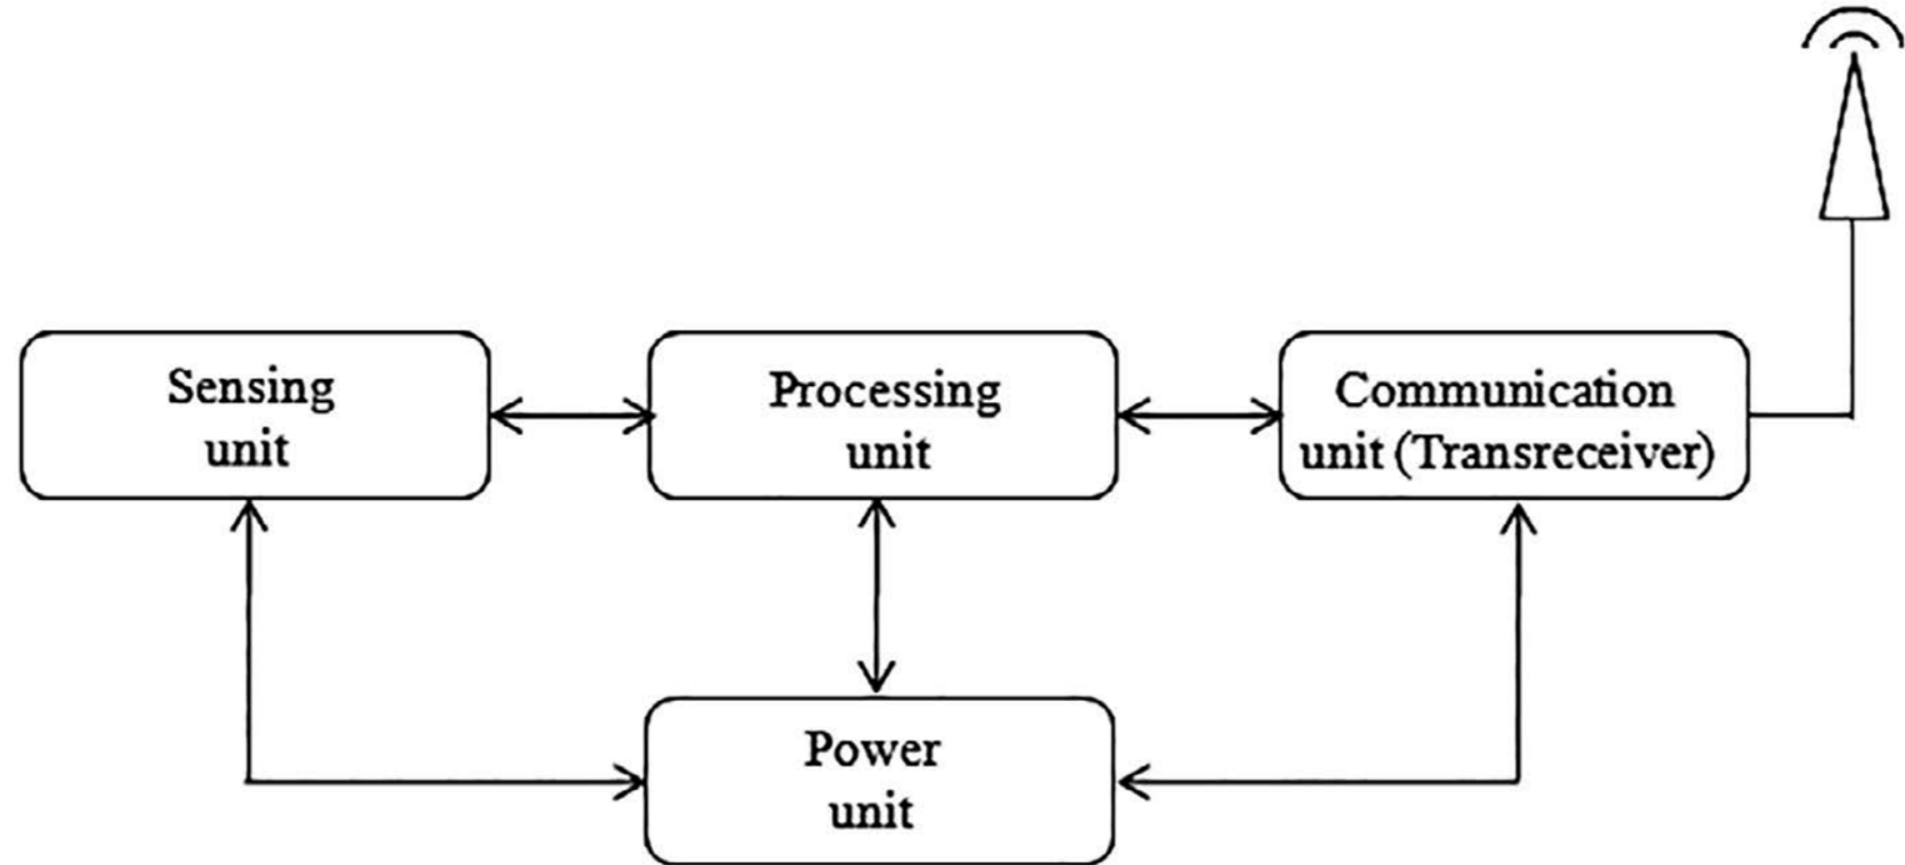 Sensing
unit
Processing
unit
Communication
unit (Transreceiver)
Power
unit